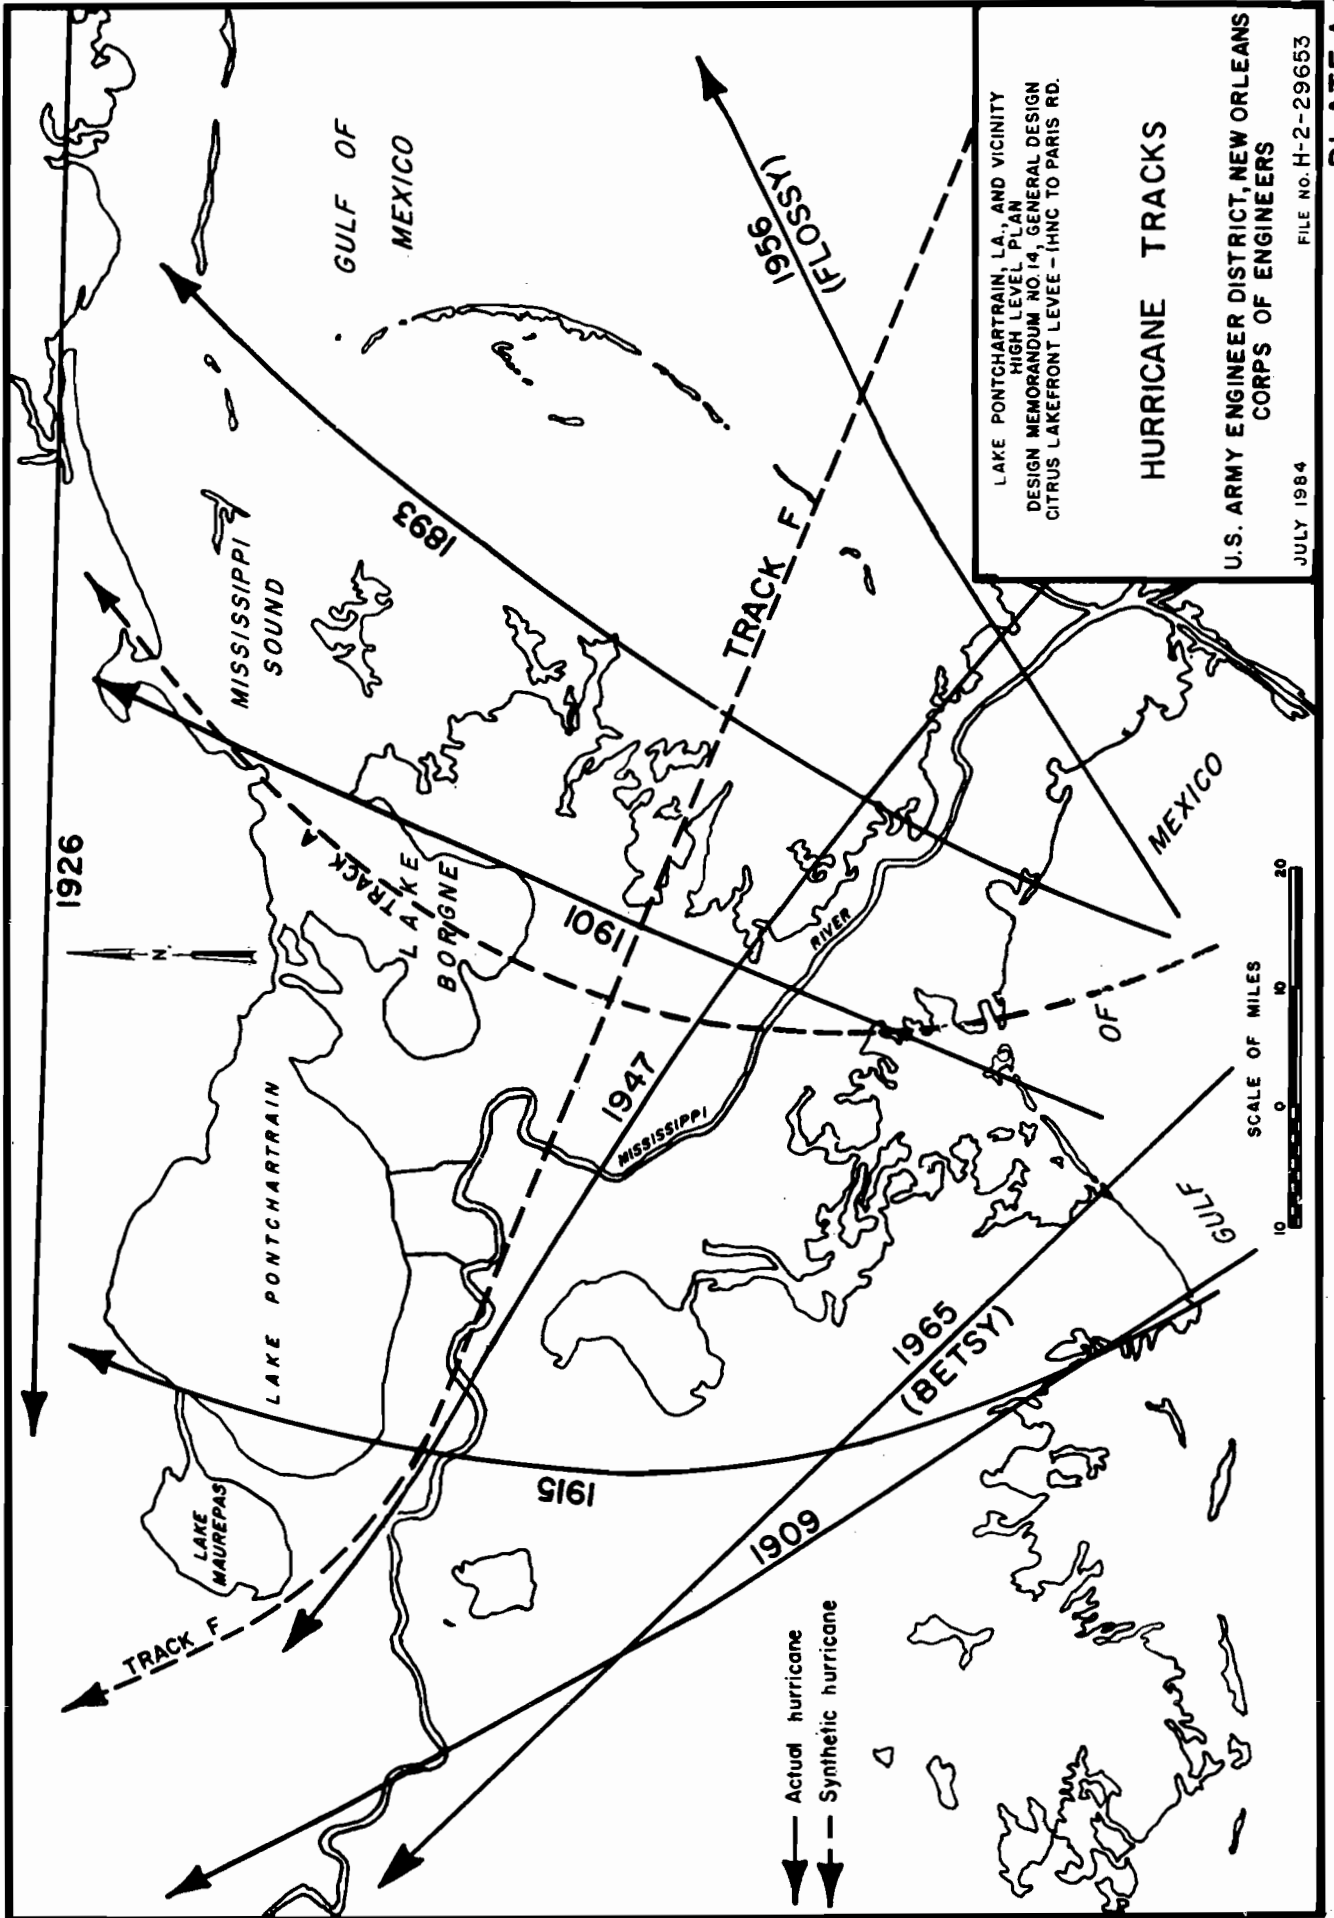 1926
N
TRACK F
LAKE
MAUREPAS
LAKE PONTCHARTRAIN
1915
1947
1909
1965
(BETSY)
MISSISSIPPI
RIVER
TRACK A
LAKE
BORGNE
1901
MISSISSIPPI
SOUND
1893
GULF OF
MEXICO
TRACK F
1956
(FLOSSY)
GULF
OF
MEXICO
Actual hurricane
Synthetic hurricane
SCALE OF MILES
10 0 10 20
LAKE PONTCHARTRAIN, LA., AND VICINITY
HIGH LEVEL PLAN
DESIGN MEMORANDUM NO. 14, GENERAL DESIGN
CITRUS LAKEFRONT LEVEE - IHNC TO PARIS RD.
HURRICANE TRACKS
U.S. ARMY ENGINEER DISTRICT, NEW ORLEANS
CORPS OF ENGINEERS
JULY 1984 FILE NO. H-2-29653